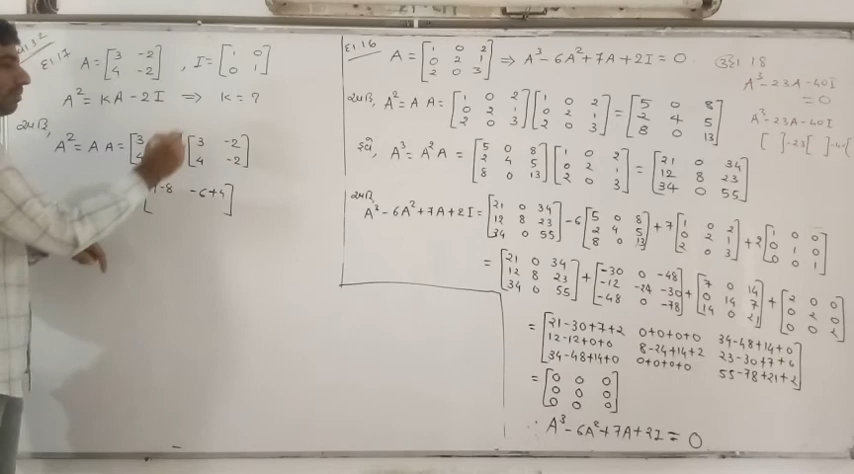 દા.17 A = [3 -2; 4 -2], I = [1 0; 0 1]
A² = KA - 2I ⇒ K = ?
અહીં,
A² = A A = [3 ; 4 ] [3 -2; 4 -2]
-8 -6+4
દા.16 A = [1 0 2; 0 2 1; 2 0 3] ⇒ A³ - 6A² + 7A + 2I = 0
અહીં, A² = A A = [1 0 2; 0 2 1; 2 0 3] [1 0 2; 0 2 1; 2 0 3] = [5 0 8; 2 4 5; 8 0 13]
હવે, A³ = A² A = [5 0 8; 2 4 5; 8 0 13] [1 0 2; 0 2 1; 2 0 3] = [21 0 34; 12 8 23; 34 0 55]
અહીં,
A³ - 6A² + 7A + 2I = [21 0 34; 12 8 23; 34 0 55] - 6 [5 0 8; 2 4 5; 8 0 13] + 7 [1 0 2; 0 2 1; 2 0 3] + 2 [1 0 0; 0 1 0; 0 0 1]
= [21 0 34; 12 8 23; 34 0 55] + [-30 0 -48; -12 -24 -30; -48 0 -78] + [7 0 14; 0 14 7; 14 0 21] + [2 0 0; 0 2 0; 0 0 2]
= [21-30+7+2 0+0+0+0 34-48+14+0; 12-12+0+0 8-24+14+2 23-30+7+0; 34-48+14+0 0+0+0+0 55-78+21+2]
= [0 0 0; 0 0 0; 0 0 0]
∴ A³ - 6A² + 7A + 2I = 0
18
A³ - 23A - 40I
= 0
A³ - 23A - 40I
[ ] - 23 [ ] - 40 [